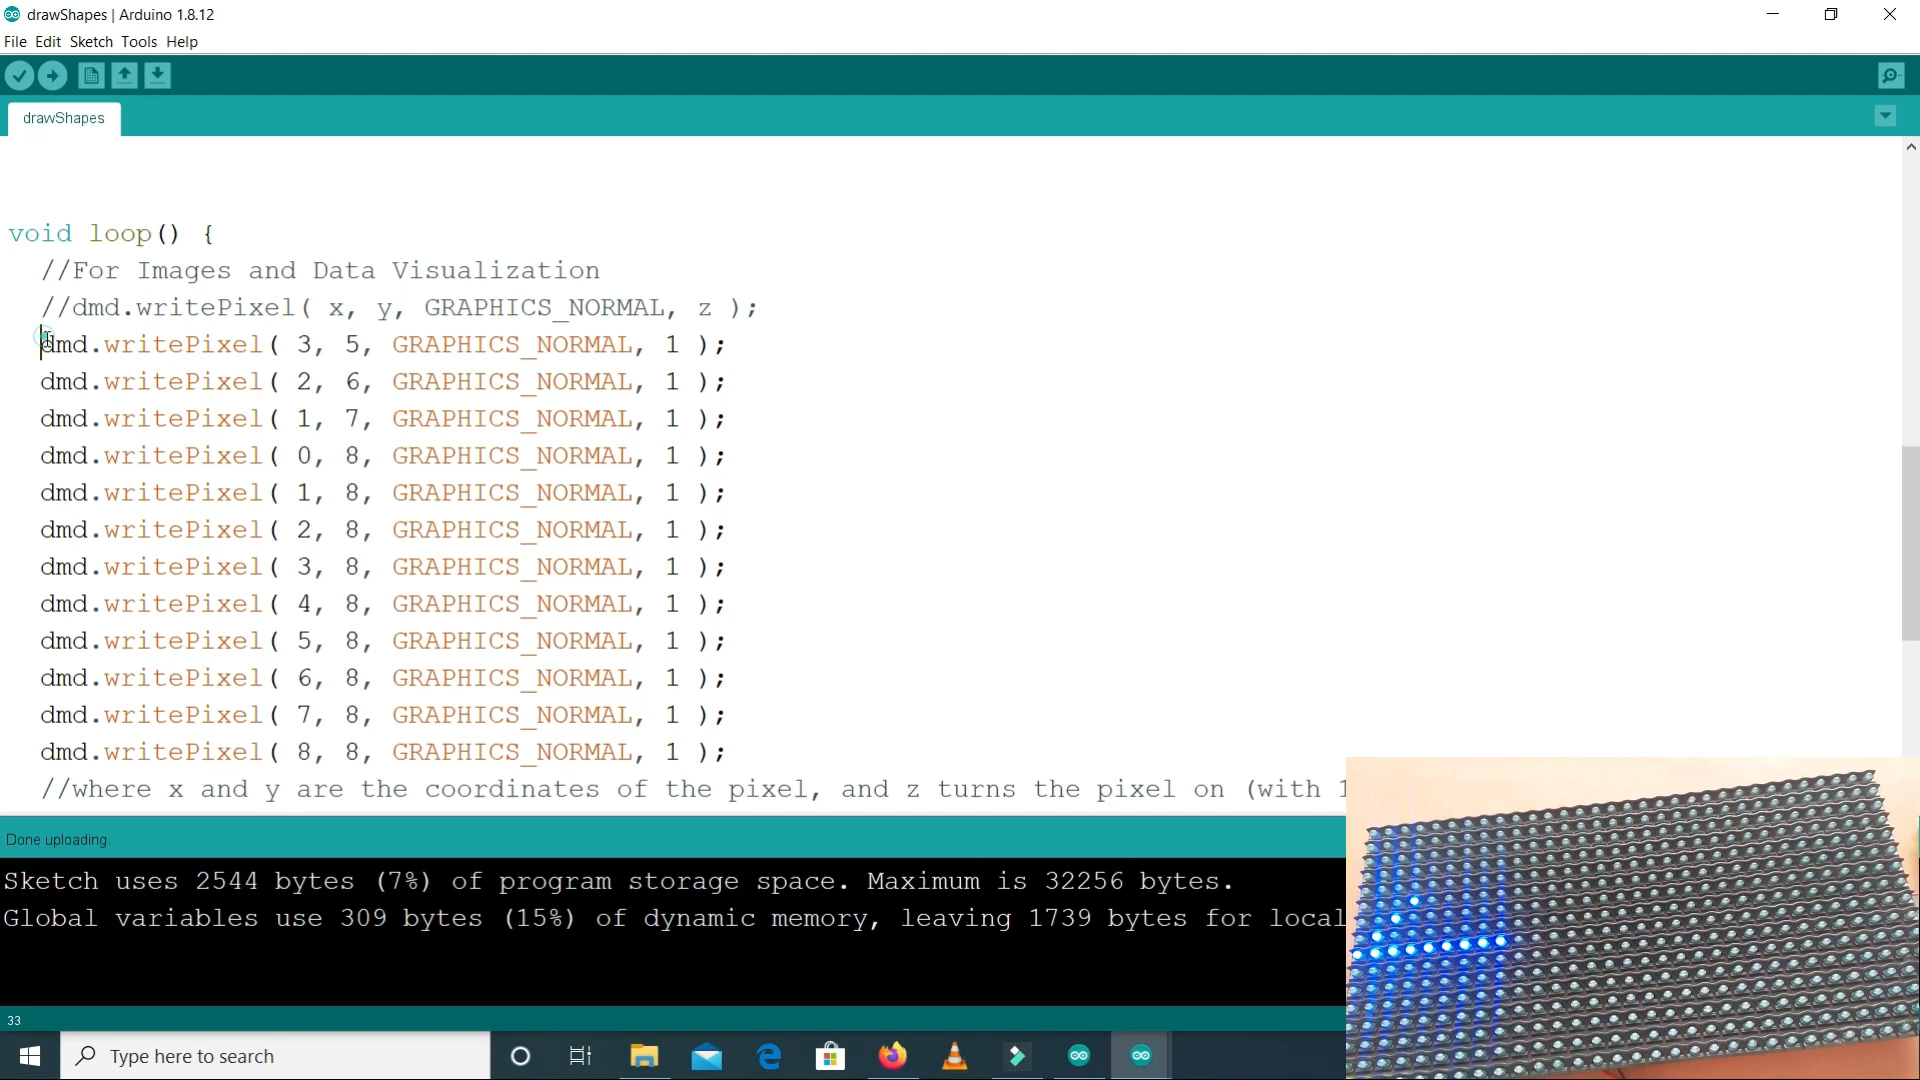 drawShapes | Arduino 1.8.12
File Edit Sketch Tools Help
drawShapes
void loop() {
//For Images and Data Visualization
//dmd.writePixel( x, y, GRAPHICS_NORMAL, z );
dmd.writePixel( 3, 5, GRAPHICS_NORMAL, 1 );
dmd.writePixel( 2, 6, GRAPHICS_NORMAL, 1 );
dmd.writePixel( 1, 7, GRAPHICS_NORMAL, 1 );
dmd.writePixel( 0, 8, GRAPHICS_NORMAL, 1 );
dmd.writePixel( 1, 8, GRAPHICS_NORMAL, 1 );
dmd.writePixel( 2, 8, GRAPHICS_NORMAL, 1 );
dmd.writePixel( 3, 8, GRAPHICS_NORMAL, 1 );
dmd.writePixel( 4, 8, GRAPHICS_NORMAL, 1 );
dmd.writePixel( 5, 8, GRAPHICS_NORMAL, 1 );
dmd.writePixel( 6, 8, GRAPHICS_NORMAL, 1 );
dmd.writePixel( 7, 8, GRAPHICS_NORMAL, 1 );
dmd.writePixel( 8, 8, GRAPHICS_NORMAL, 1 );
//where x and y are the coordinates of the pixel, and z turns the pixel on (with 1
Done uploading.
Sketch uses 2544 bytes (7%) of program storage space. Maximum is 32256 bytes.
Global variables use 309 bytes (15%) of dynamic memory, leaving 1739 bytes for local
33
Type here to search